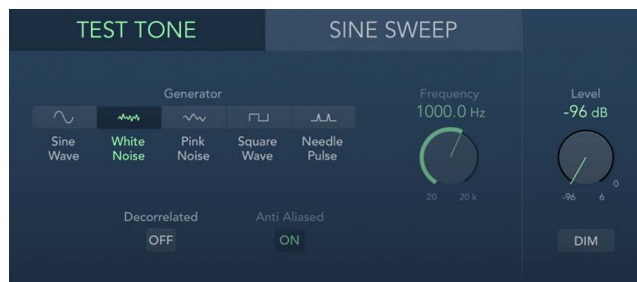 TEST TONE
SINE SWEEP
Generator
Frequency
1000.0 Hz
Level
-96 dB
Sine
Wave
White
Noise
Pink
Noise
Square
Wave
Needle
Pulse
20
20 k
0
-96
6
Decorrelated
OFF
Anti Aliased
ON
DIM